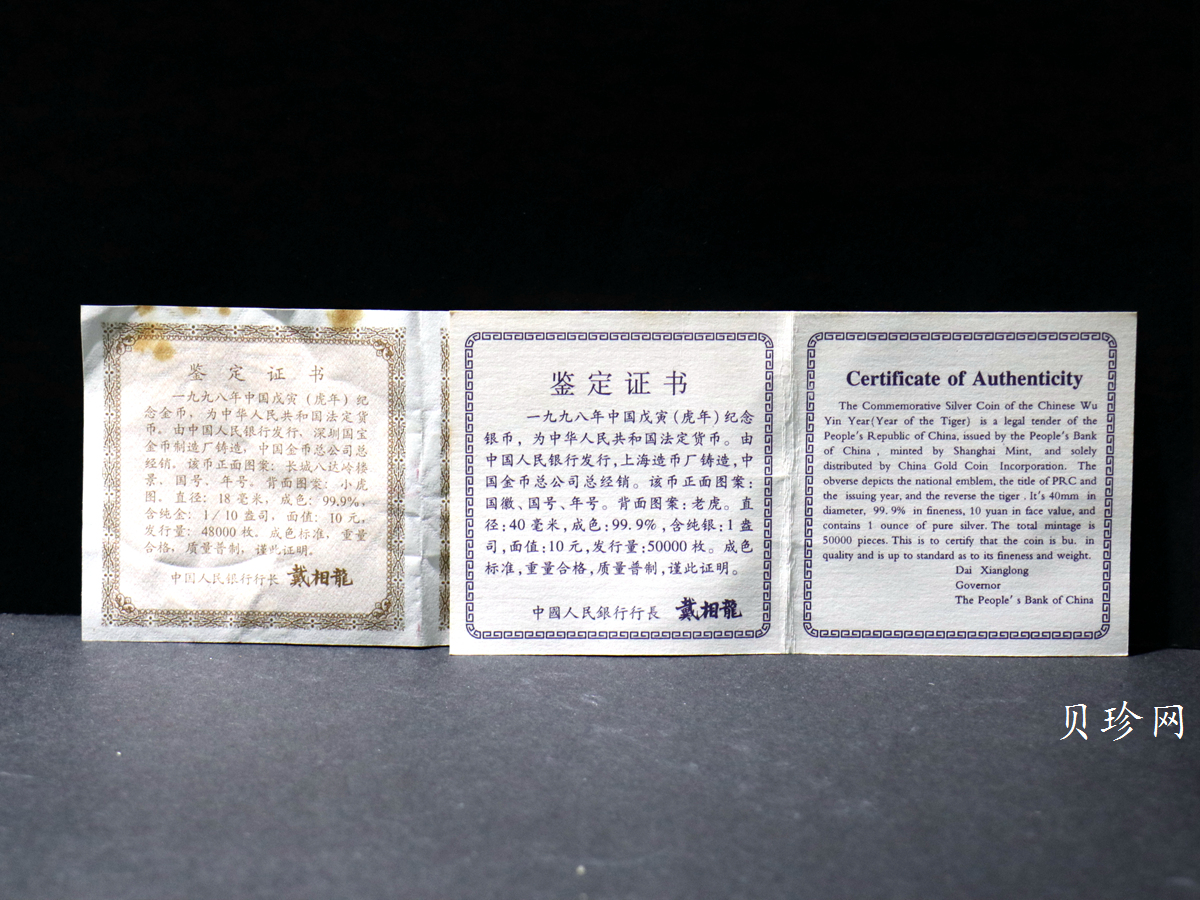 鉴定证书
一九九八年中国戊寅(虎年)纪
念金币，为中华人民共和国法定货
币。由中国人民银行发行，深圳国宝
金币制造厂铸造，中国金币总公司总
经销。该币正面图案：长城八达岭楼
景、国号、年号。背面图案：小虎
图。直径：18毫米，成色：99.9%，
含纯金：1/10盎司，面值：10元，
发行量：48000枚。成色标准，重量
合格，质量普制，谨此证明。
中国人民银行行长 戴相龍
鉴定证书
一九九八年中国戊寅(虎年)纪念
银币，为中华人民共和国法定货币。由
中国人民银行发行,上海造币厂铸造,中
国金币总公司总经销。该币正面图案:
国徽、国号、年号。背面图案:老虎。直
径:40毫米,成色:99.9%,含纯银:1盎
司,面值:10元,发行量:50000枚。成色
标准,重量合格,质量普制,谨此证明。
中國人民銀行行長 戴相龍
Certificate of Authenticity
The Commemorative Silver Coin of the Chinese Wu
Yin Year(Year of the Tiger) is a legal tender of the
People's Republic of China, issued by the People's Bank
of China , minted by Shanghai Mint, and solely
distributed by China Gold Coin Incorporation. The
obverse depicts the national emblem, the title of PRC and
the issuing year, and the reverse the tiger . It's 40mm in
diameter, 99.9% in fineness, 10 yuan in face value, and
contains 1 ounce of pure silver. The total mintage is
50000 pieces. This is to certify that the coin is bu. in
quality and is up to standard as to its fineness and weight.
Dai Xianglong
Governor
The People's Bank of China
贝珍网